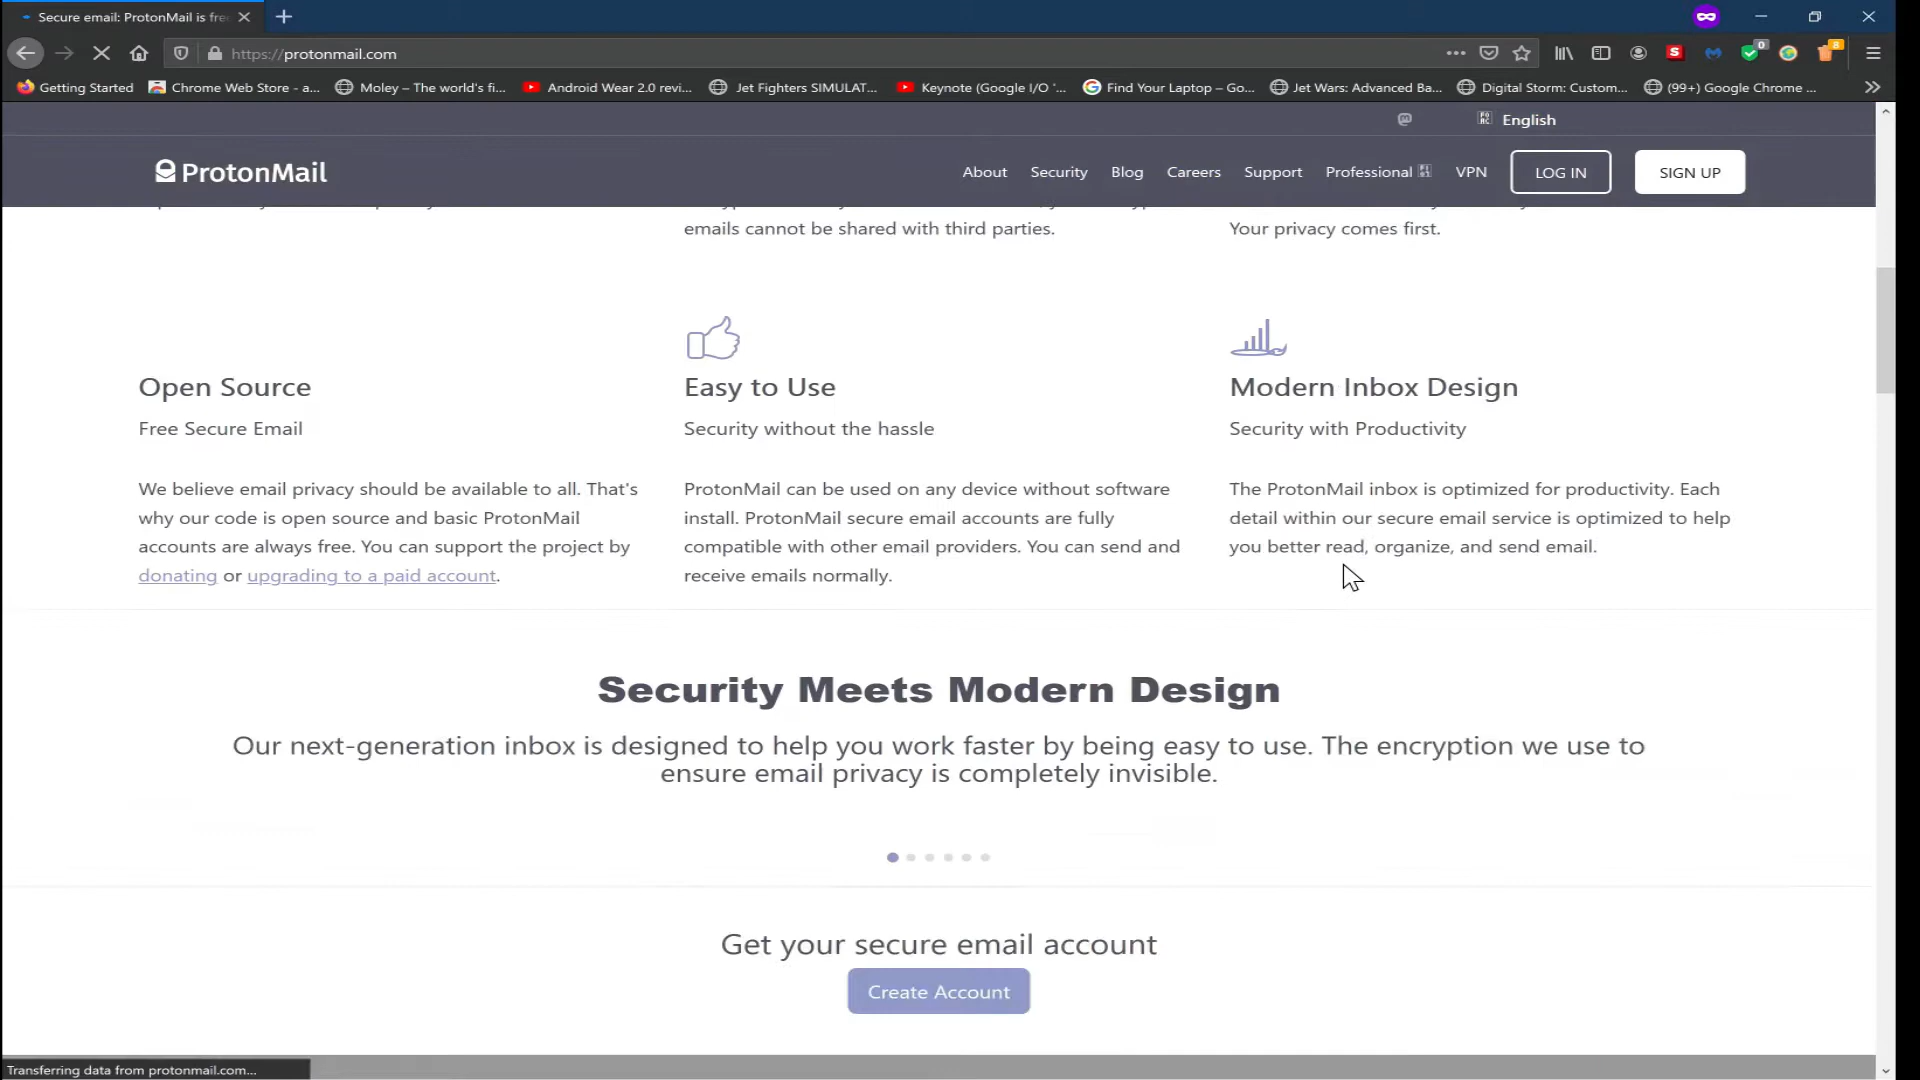 Secure email: ProtonMail is fre
https://protonmail.com
Getting Started
Chrome Web Store - a...
Moley – The world's fi...
Android Wear 2.0 revi...
Jet Fighters SIMULAT...
Keynote (Google I/O '...
Find Your Laptop – Go...
Jet Wars: Advanced Ba...
Digital Storm: Custom...
(99+) Google Chrome ...
English
ProtonMail
About
Security
Blog
Careers
Support
Professional
VPN
LOG IN
SIGN UP
emails cannot be shared with third parties.
Your privacy comes first.
Open Source
Free Secure Email
We believe email privacy should be available to all. That's
why our code is open source and basic ProtonMail
accounts are always free. You can support the project by
donating or upgrading to a paid account.
Easy to Use
Security without the hassle
ProtonMail can be used on any device without software
install. ProtonMail secure email accounts are fully
compatible with other email providers. You can send and
receive emails normally.
Modern Inbox Design
Security with Productivity
The ProtonMail inbox is optimized for productivity. Each
detail within our secure email service is optimized to help
you better read, organize, and send email.
Security Meets Modern Design
Our next-generation inbox is designed to help you work faster by being easy to use. The encryption we use to
ensure email privacy is completely invisible.
Get your secure email account
Create Account
Transferring data from protonmail.com...